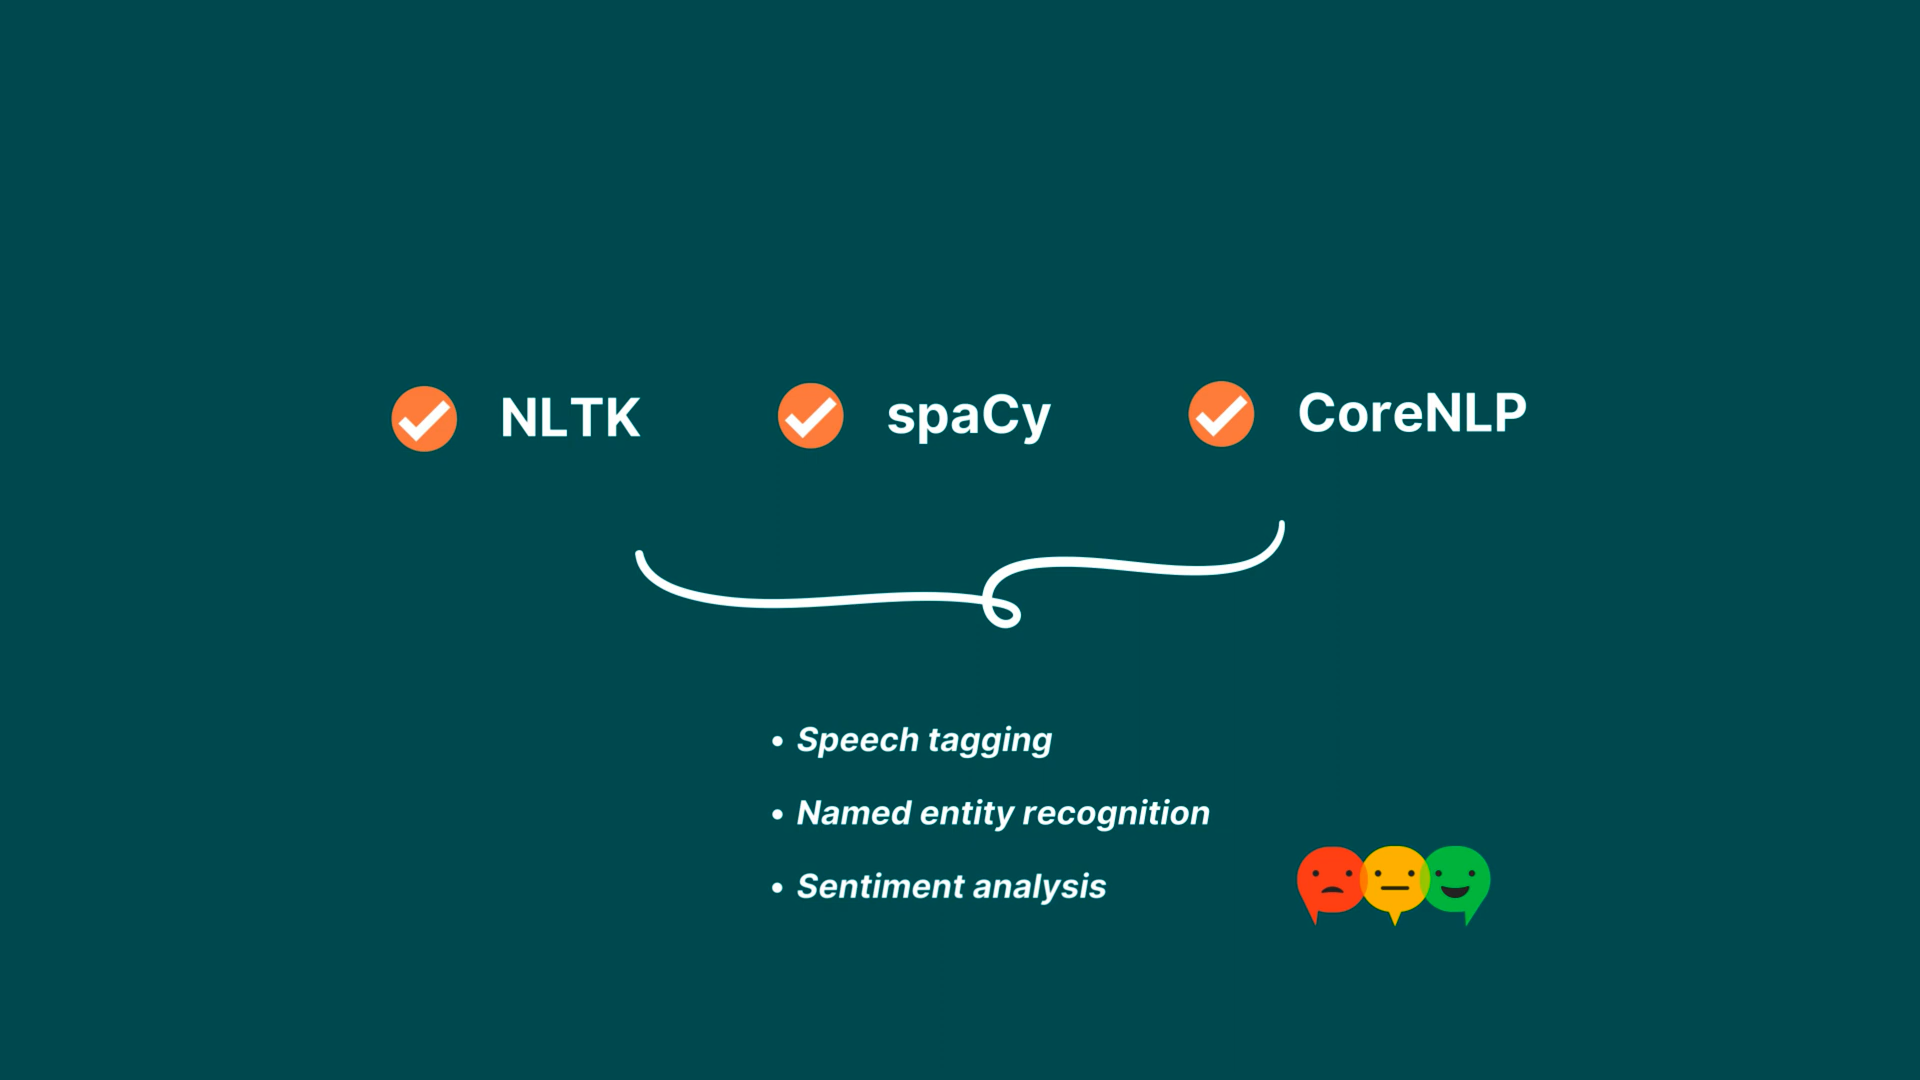 NLTK
spaCy
CoreNLP
• Speech tagging
• Named entity recognition
• Sentiment analysis